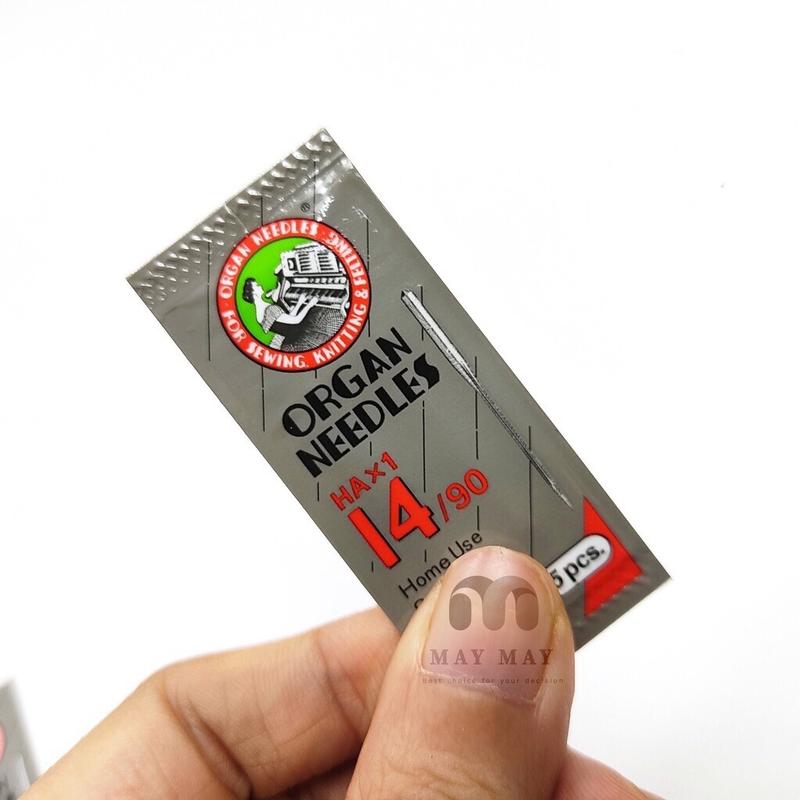 ®
ORGAN NEEDLES
FOR SEWING, KNITTING & FELTING
ORGAN
NEEDLES
HA×1
14/90
Home Use
5 pcs.
MAY MAY
Best choice for your decision